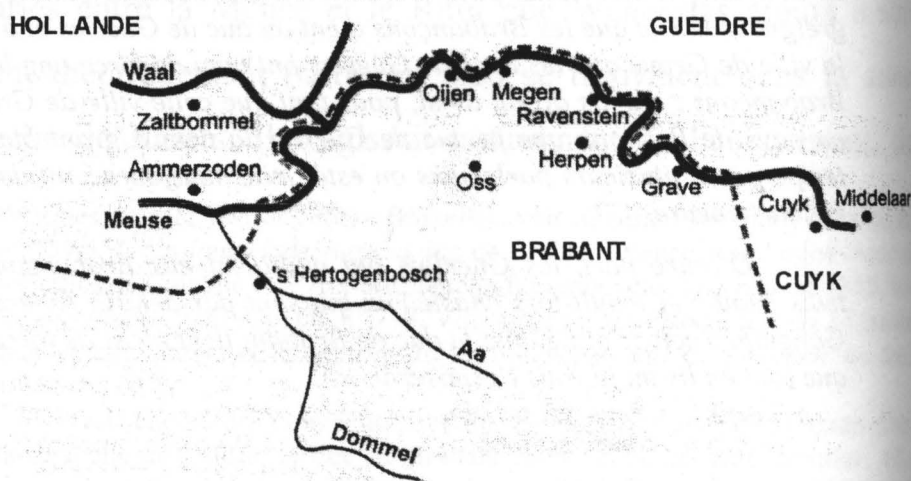 HOLLANDE
GUELDRE
Waal
Zaltbommel
Oijen
Megen
Ravenstein
Ammerzoden
Herpen
Oss
Grave
Meuse
Cuyk
Middelaar
BRABANT
CUYK
's Hertogenbosch
Aa
Dommel